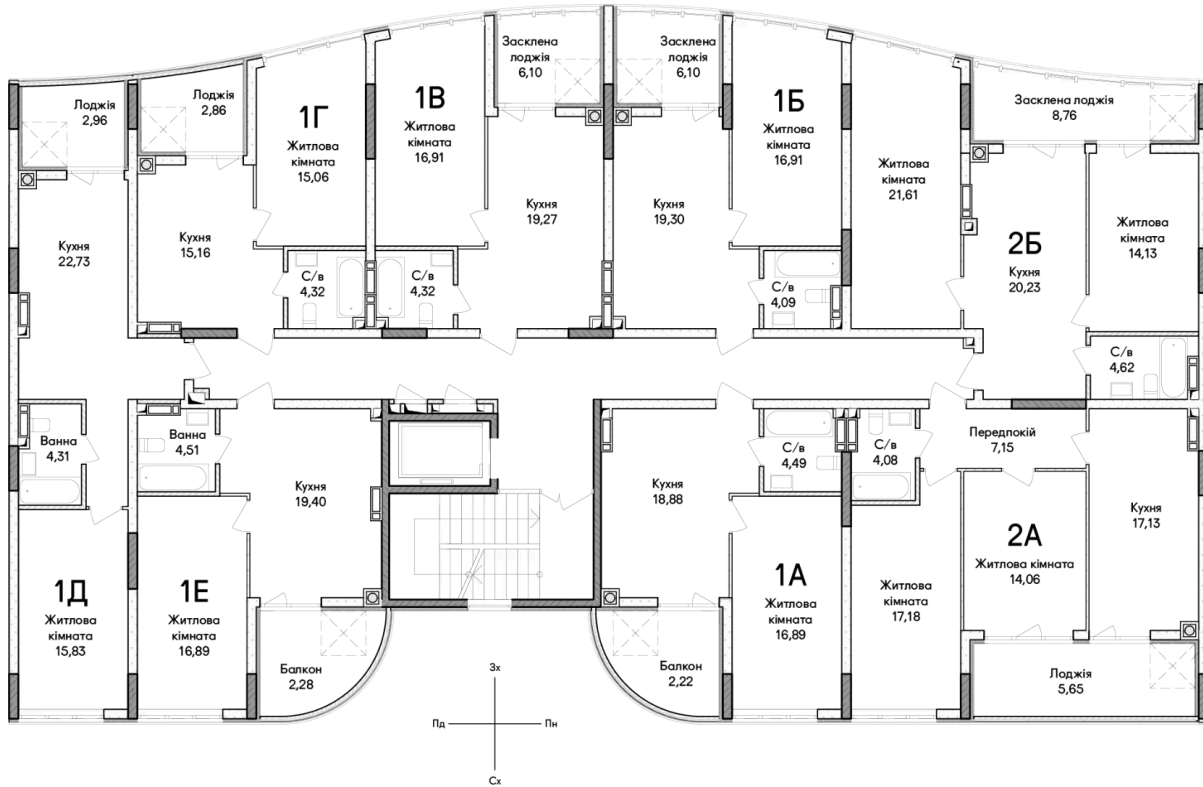 Лоджія
2,96
Кухня
22,73
Ванна
4,31
1Д
Житлова
кімната
15,83
Лоджія
2,86
Кухня
15,16
1Г
Житлова
кімната
15,06
С/в
4,32
1В
Житлова
кімната
16,91
С/в
4,32
Засклена
лоджія
6,10
Кухня
19,27
Засклена
лоджія
6,10
Кухня
19,30
1Б
Житлова
кімната
16,91
С/в
4,09
Житлова
кімната
21,61
Засклена лоджія
8,76
2Б
Кухня
20,23
Житлова
кімната
14,13
С/в
4,62
Ванна
4,51
Кухня
19,40
1Е
Житлова
кімната
16,89
Балкон
2,28
Кухня
18,88
С/в
4,49
1А
Житлова
кімната
16,89
Балкон
2,22
С/в
4,08
Передпокій
7,15
Житлова
кімната
17,18
2А
Житлова кімната
14,06
Кухня
17,13
Лоджія
5,65
Зх
Пд
Пн
Сх